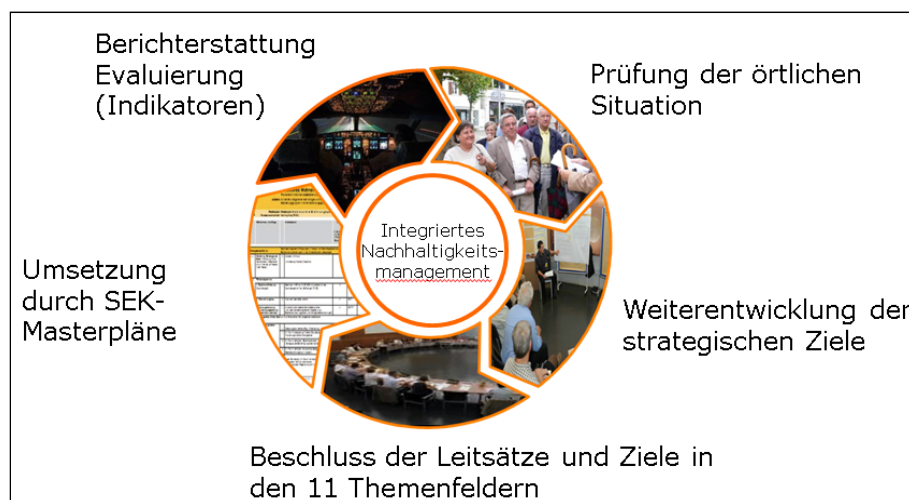 Berichterstattung
Evaluierung
(Indikatoren)
Prüfung der örtlichen
Situation
Integriertes
Nachhaltigkeits-
management
Umsetzung
durch SEK-
Masterpläne
Weiterentwicklung der
strategischen Ziele
Beschluss der Leitsätze und Ziele in
den 11 Themenfeldern